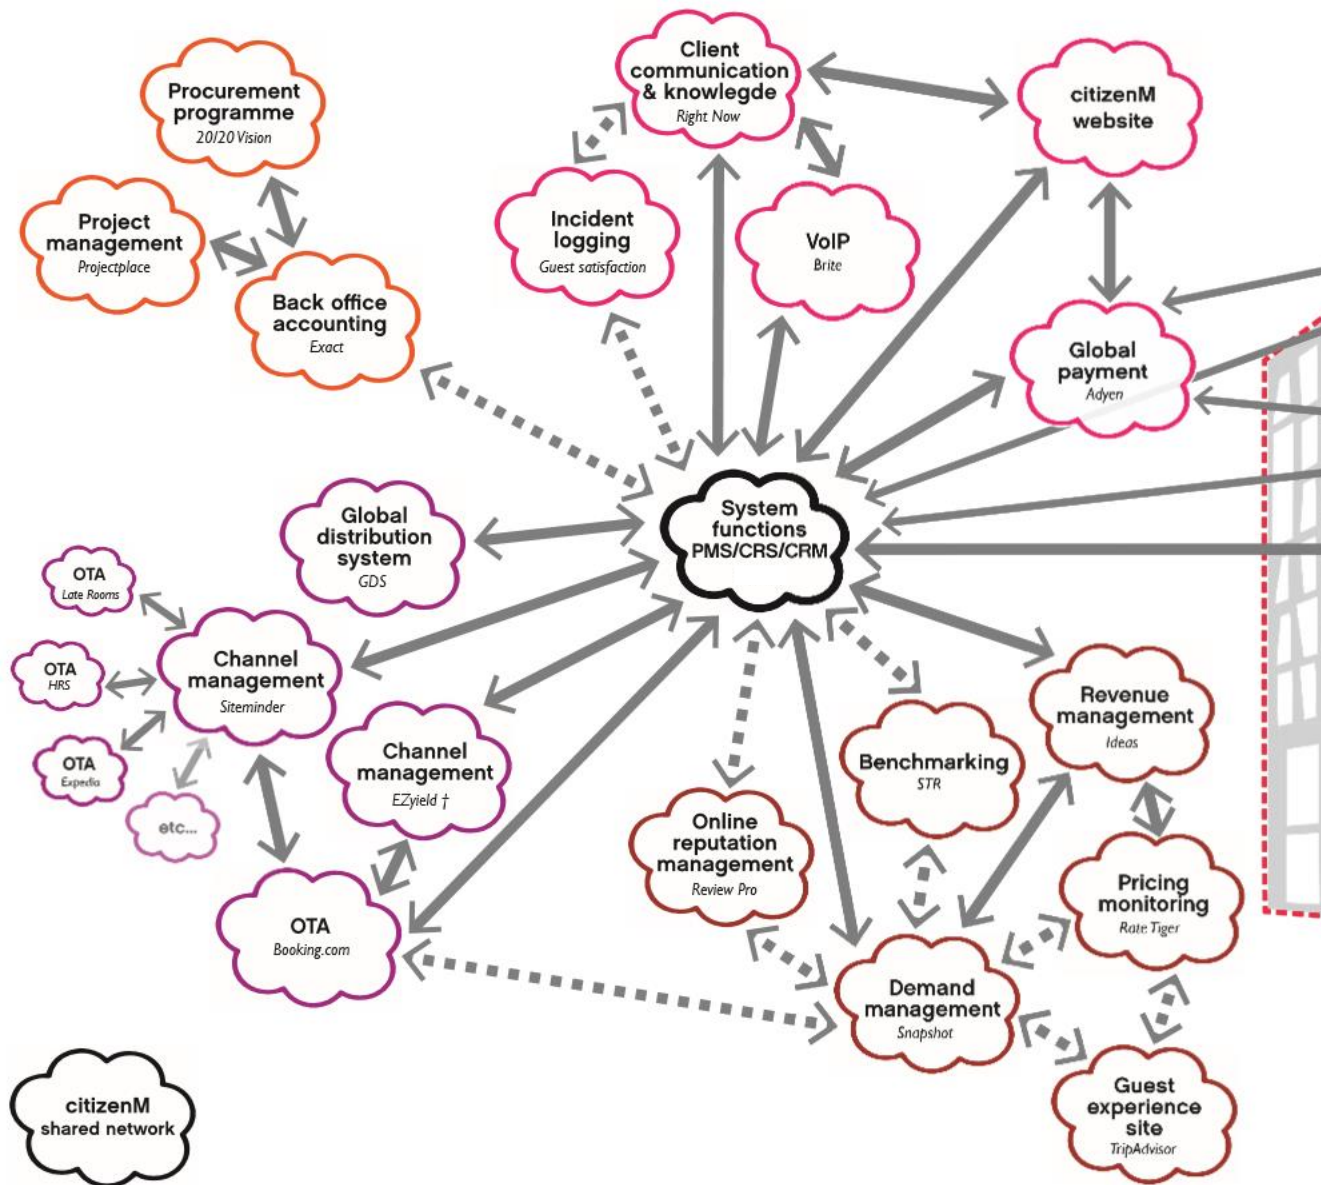 Procurement
programme
20/20 Vision
Project
management
Projectplace
Back office
accounting
Exact
Client
communication
& knowlegde
Right Now
citizenM
website
Incident
logging
Guest satisfaction
VoIP
Brite
Global
payment
Adyen
System
functions
PMS/CRS/CRM
Global
distribution
system
GDS
OTA
Late Rooms
OTA
HRS
OTA
Expedia
etc...
Channel
management
Siteminder
Channel
management
EZyield †
OTA
Booking.com
Revenue
management
Ideas
Benchmarking
STR
Online
reputation
management
Review Pro
Pricing
monitoring
Rate Tiger
Demand
management
Snapshot
Guest
experience
site
TripAdvisor
citizenM
shared network